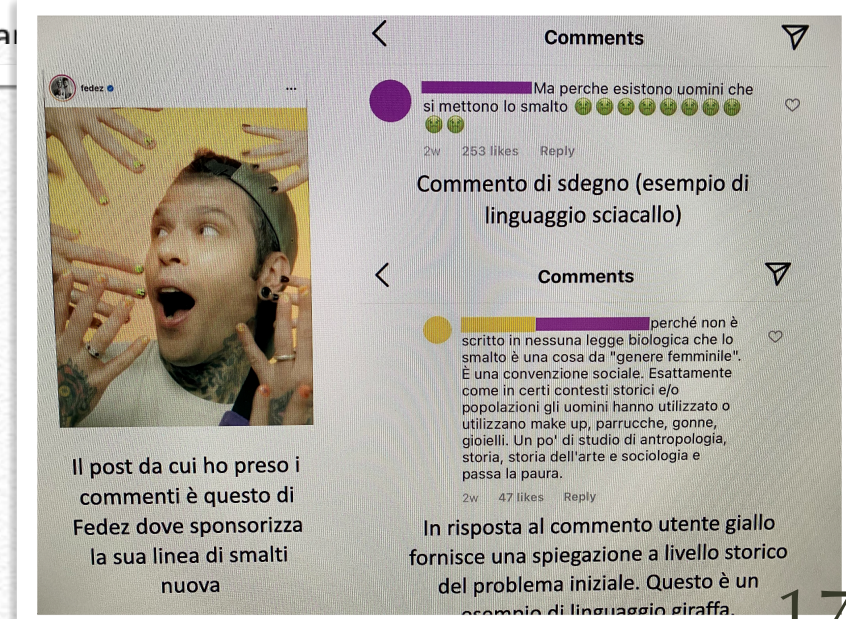 fedez
...
Il post da cui ho preso i
commenti è questo di
Fedez dove sponsorizza
la sua linea di smalti
nuova
Comments
Ma perche esistono uomini che
si mettono lo smalto 🤢🤢🤢🤢🤢🤢🤢🤢
🤢🤢
2w 253 likes Reply
Commento di sdegno (esempio di
linguaggio sciacallo)
Comments
perché non è
scritto in nessuna legge biologica che lo
smalto è una cosa da "genere femminile".
È una convenzione sociale. Esattamente
come in certi contesti storici e/o
popolazioni gli uomini hanno utilizzato o
utilizzano make up, parrucche, gonne,
gioielli. Un po' di studio di antropologia,
storia, storia dell'arte e sociologia e
passa la paura.
2w 47 likes Reply
In risposta al commento utente giallo
fornisce una spiegazione a livello storico
del problema iniziale. Questo è un
esempio di linguaggio giraffa.
17